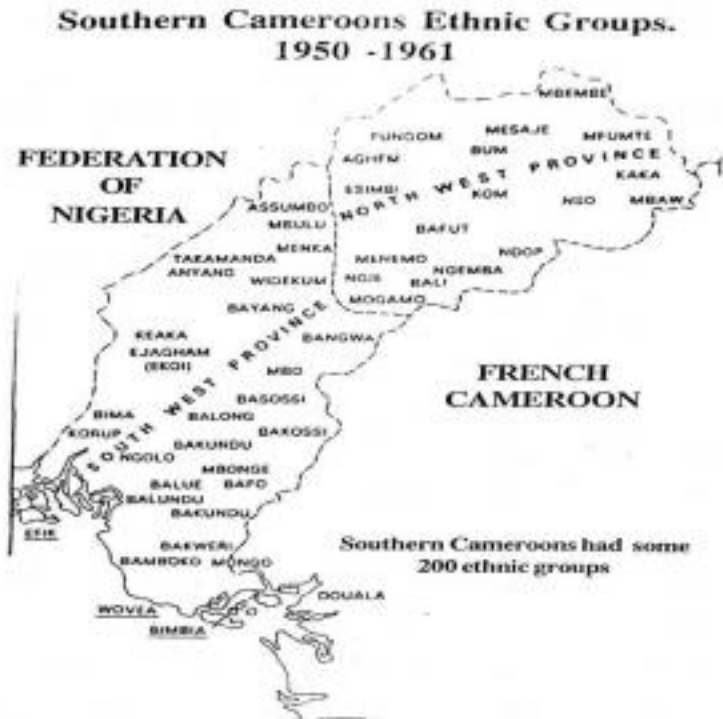 Southern Cameroons Ethnic Groups.
1950 -1961
MBEMBE
FUNGOM
MESAJE
MFUMTE
BUM
AGHEM
NORTH WEST PROVINCE
KAKA
ESIMBI
KOM
NSO
MBAW
FEDERATION
OF
NIGERIA
ASSUMBO
MBULU
BAFUT
MENKA
NDOP
TAKAMANDA
MENEMO
ANYANG
NGEMBA
WIDEKUM
NGIE
BALI
MOGAMO
BAYANG
KEAKA
BANGWA
EJAGHAM
(EKOI)
SOUTH WEST PROVINCE
MBO
FRENCH
CAMEROON
BASOSSI
BIMA
BALONG
KORUP
BAKOSSI
BAKUNDU
NGOLO
MBONGE
BALUE
BAFO
BALUNDU
BAKUNDU
EFIK
BAKWERI
BAMBOKO
MONGO
Southern Cameroons had some
200 ethnic groups
DOUALA
WOVEA
BIMBIA